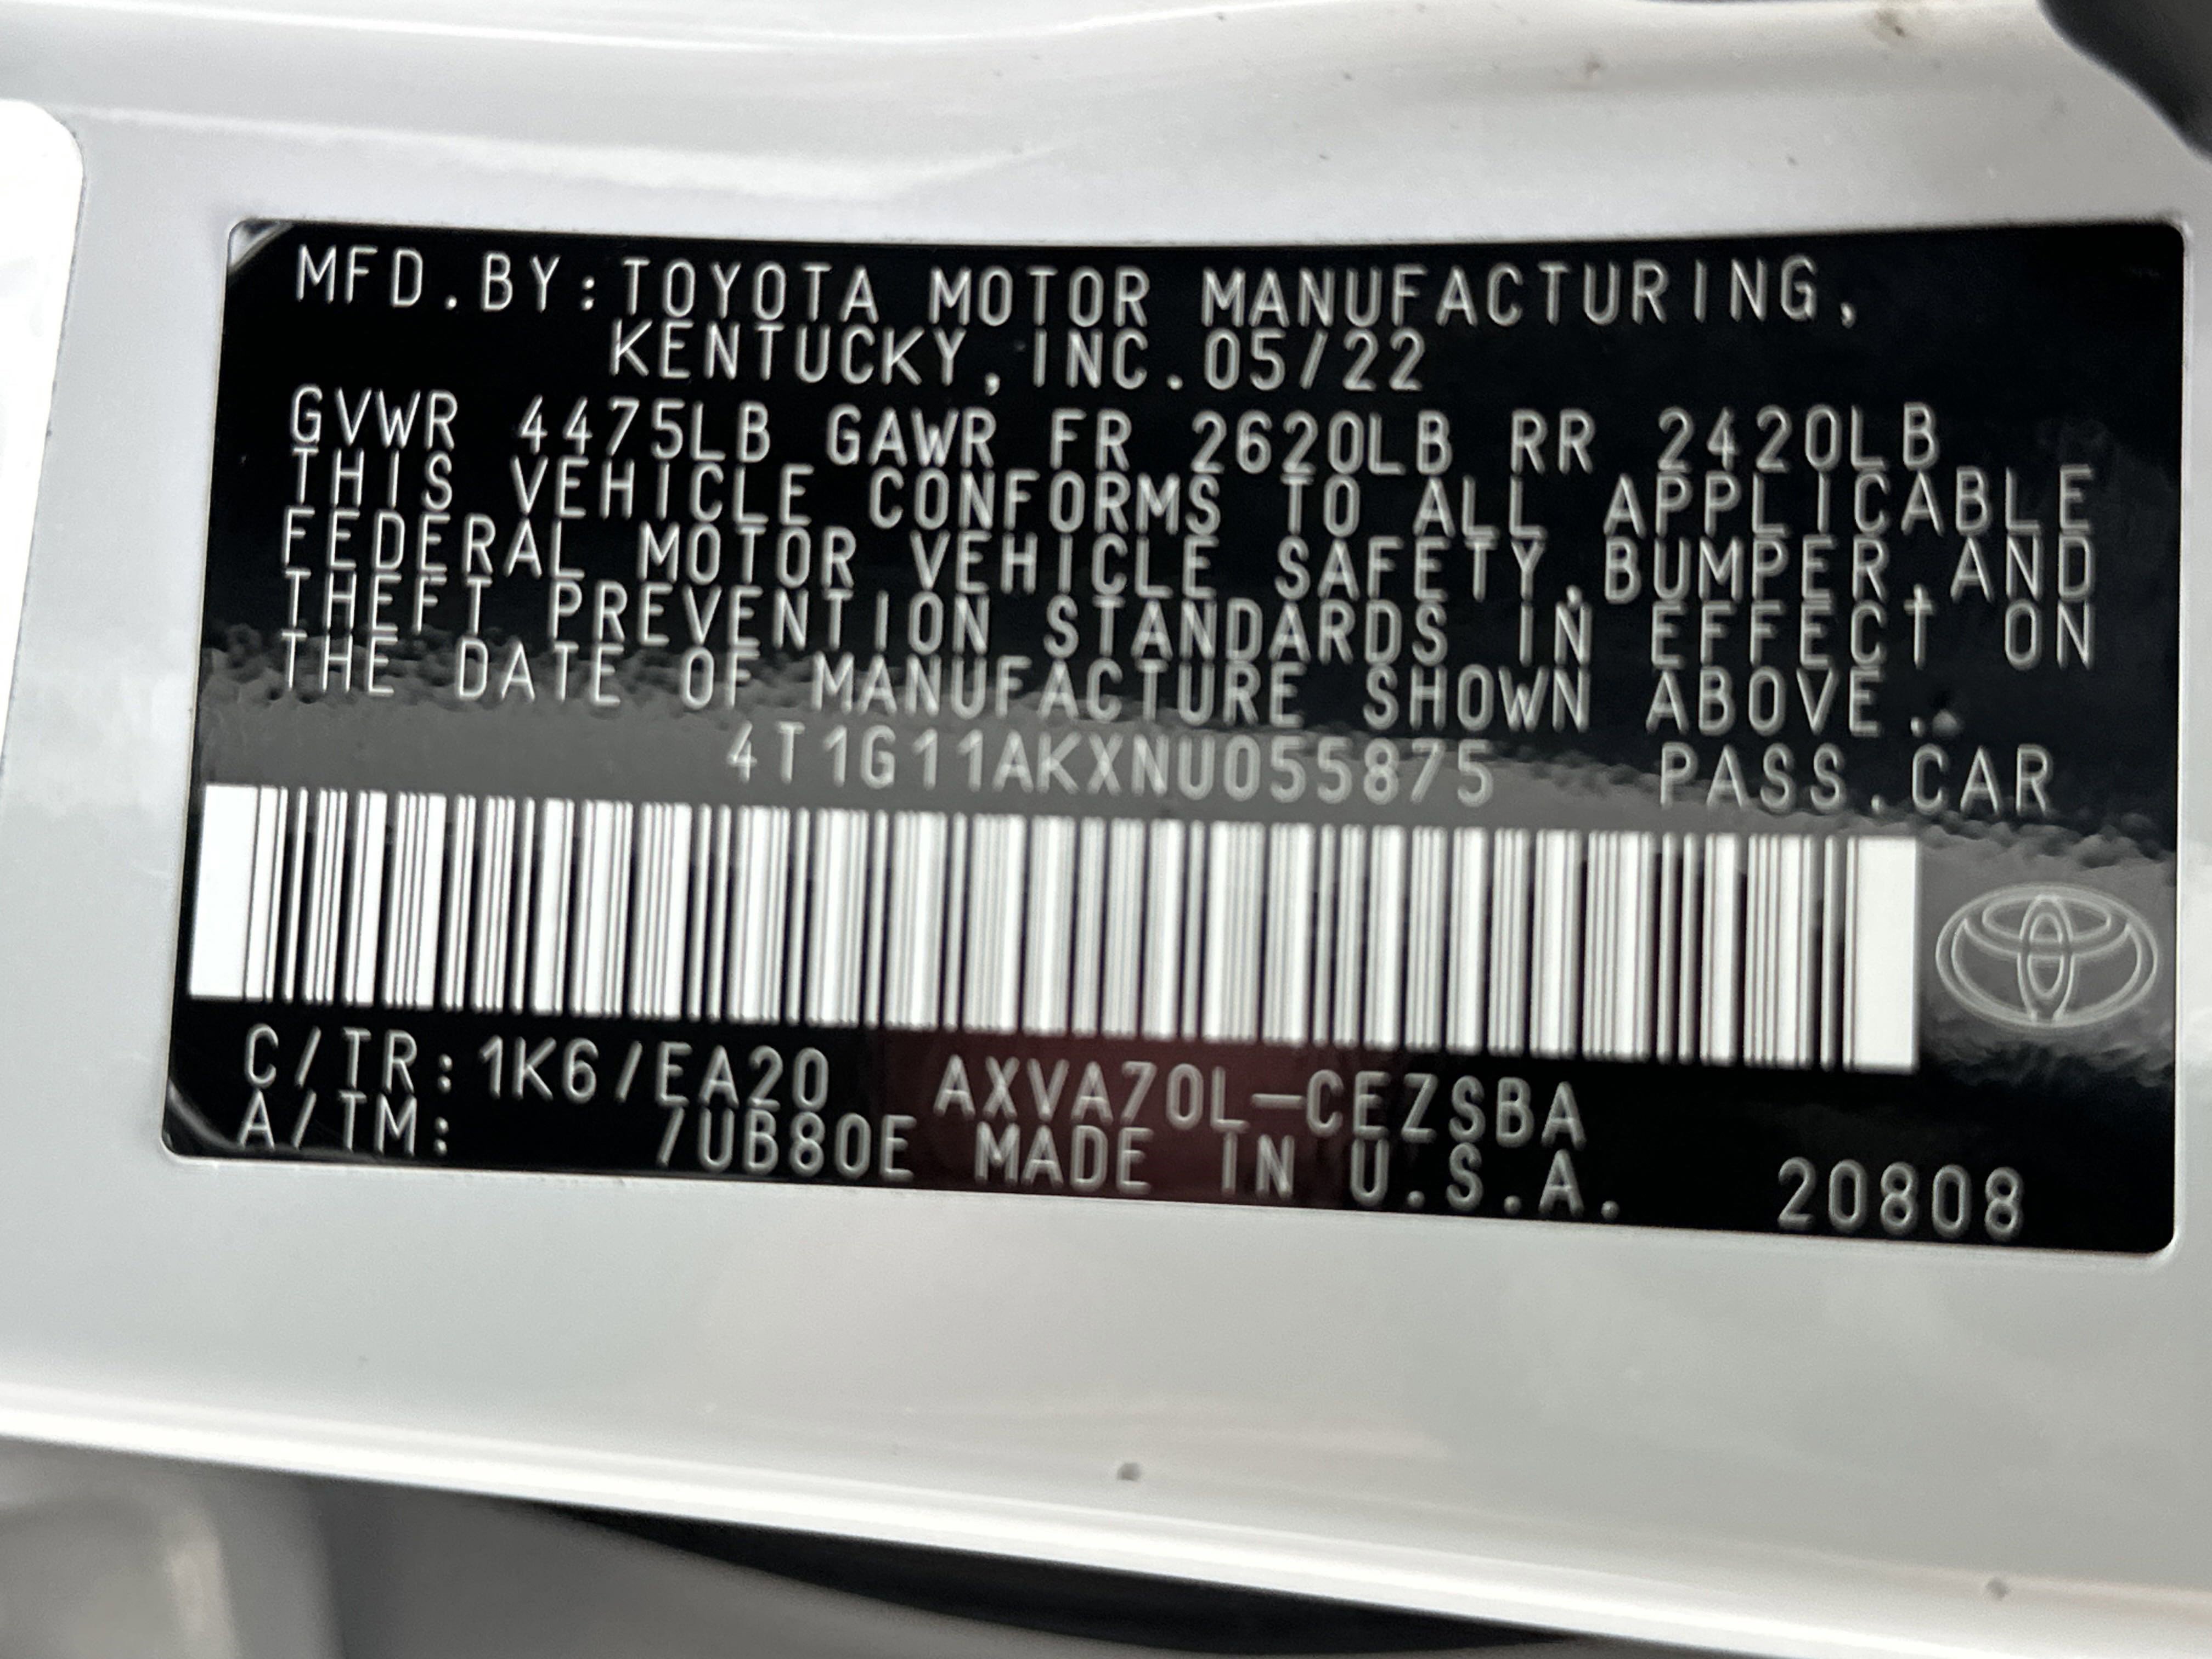 MFD.BY:TOYOTA MOTOR MANUFACTURING,
KENTUCKY,INC.05/22
GVWR 4475LB GAWR FR 2620LB RR 2420LB
THIS VEHICLE CONFORMS TO ALL APPLICABLE
FEDERAL MOTOR VEHICLE SAFETY,BUMPER,AND
THEFT PREVENTION STANDARDS IN EFFECT ON
THE DATE OF MANUFACTURE SHOWN ABOVE.
4T1G11AKXNU055875 PASS.CAR
C/TR:1K6/EA20 AXVA70L-CEZSBA
A/TM: 7UB80E MADE IN U.S.A. 20808